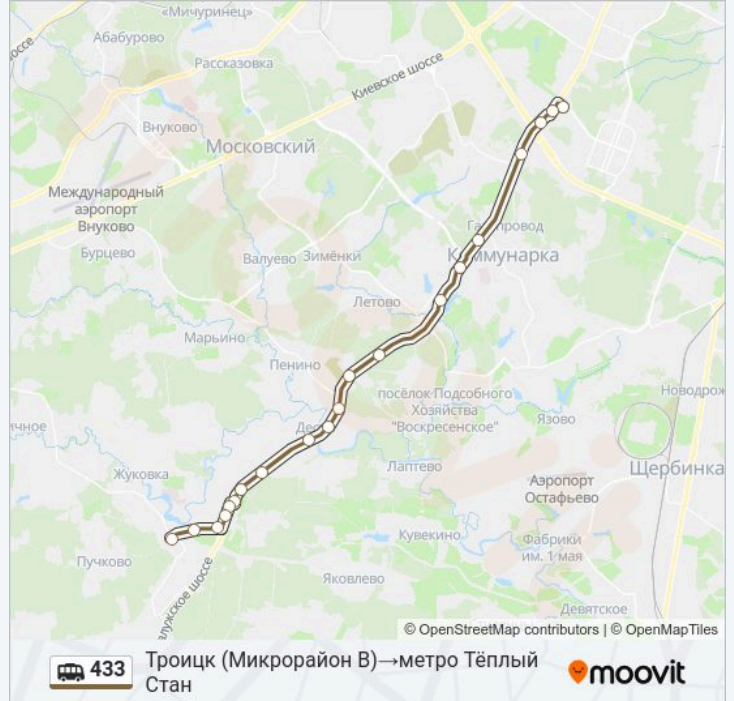 «Мичуринец»
Абабурово
Рассказовка
Киевское шоссе
Внуково
Московский
Международный
аэропорт
Внуково
Бурцево
Валуево
Зимёнки
Коммунарка
Летово
Марьино
Пенино
посёлок Подсобного
Хозяйства
"Воскресенское"
Новодрож
Язово
Лаптево
Щербинка
Жуковка
Аэропорт
Остафьево
Кувекино
Фабрики
им. 1 мая
Пучково
Яковлево
Девятское
© OpenStreetMap contributors | © OpenMapTiles
433
Троицк (Микрорайон В)→метро Тёплый
Стан
moovit